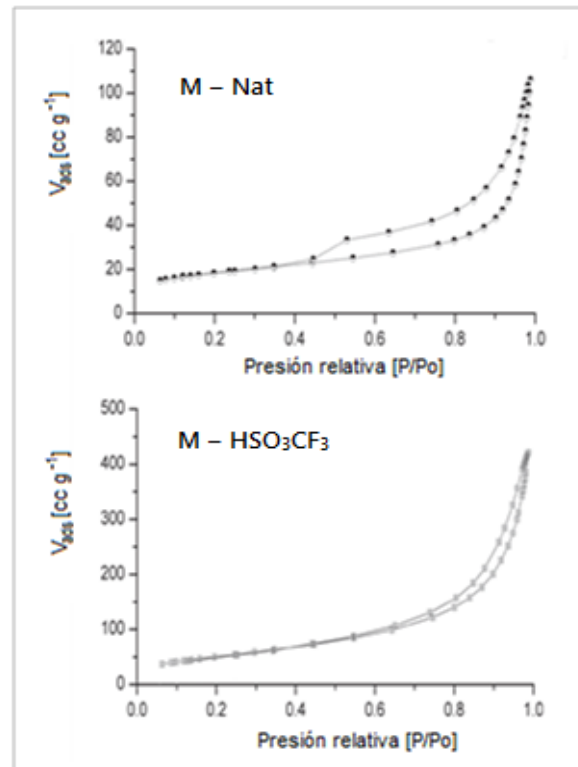 M – Nat
120
100
80
60
40
20
0
V_ads [cc g⁻¹]
0.0 0.2 0.4 0.6 0.8 1.0
Presión relativa [P/Po]
M – HSO₃CF₃
500
400
300
200
100
0
V_ads [cc g⁻¹]
0.0 0.2 0.4 0.6 0.8 1.0
Presión relativa [P/Po]